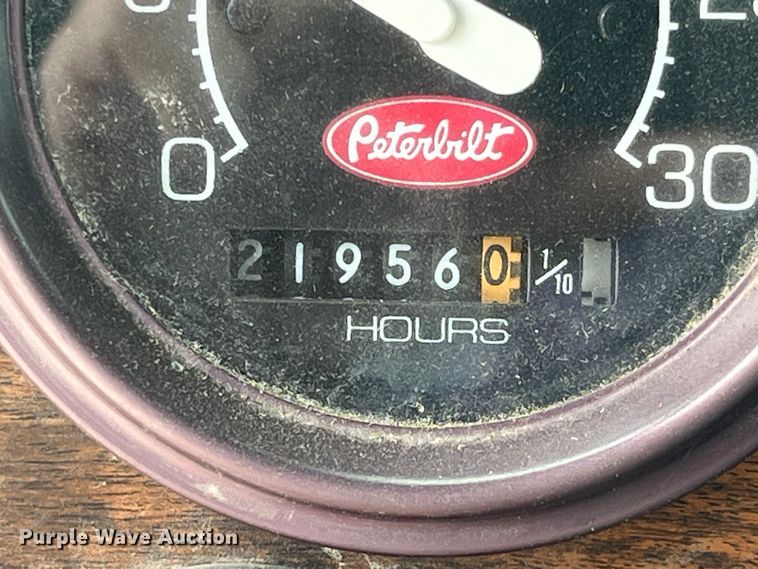 0
30
Peterbilt
219560 1/10
HOURS
Purple Wave Auction